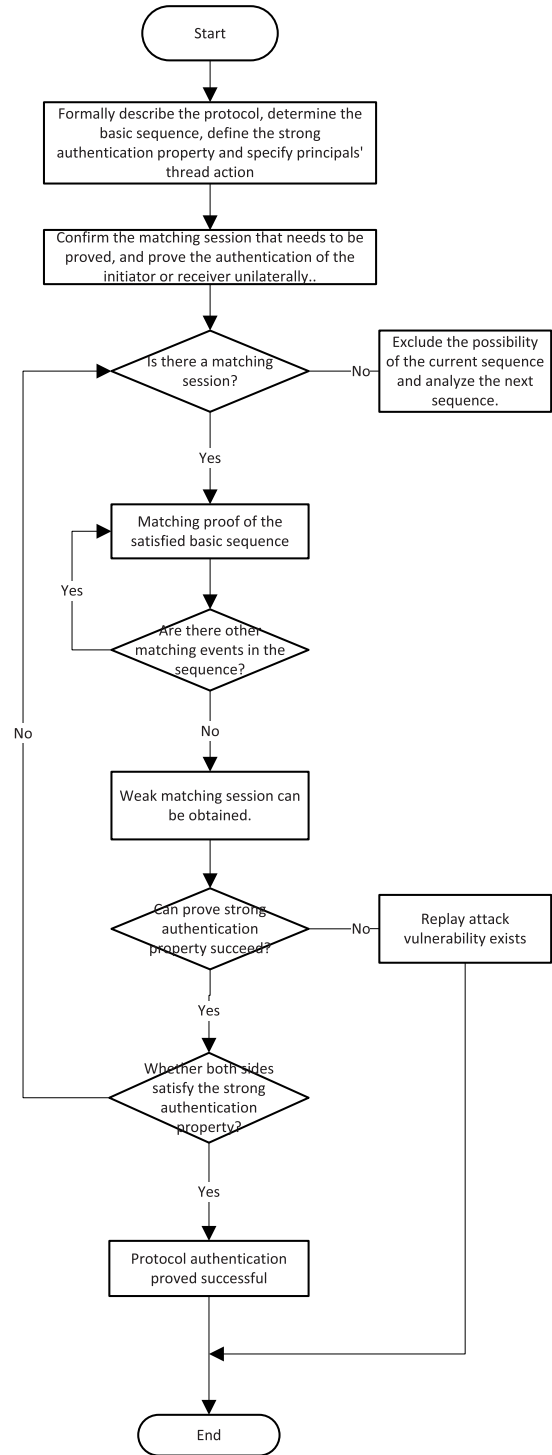 Start
Formally describe the protocol, determine the
basic sequence, define the strong
authentication property and specify principals'
thread action
Confirm the matching session that needs to be
proved, and prove the authentication of the
initiator or receiver unilaterally..
Is there a matching
session?
No
Exclude the possibility
of the current sequence
and analyze the next
sequence.
Yes
Matching proof of the
satisfied basic sequence
Yes
Are there other
matching events in the
sequence?
No
No
Weak matching session can
be obtained.
Can prove strong
authentication
property succeed?
No
Replay attack
vulnerability exists
Yes
Whether both sides
satisfy the strong
authentication
property?
Yes
Protocol authentication
proved successful
End